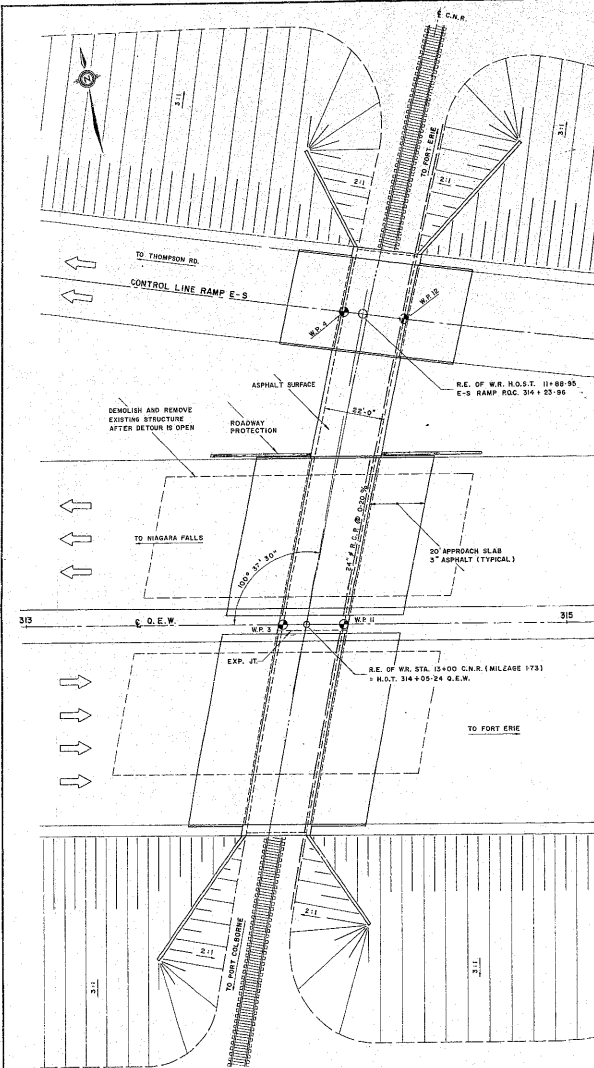 ℄ C.N.R.
N
3:1
2:1
TO FORT ERIE
2:1
3:1
TO THOMPSON RD.
CONTROL LINE RAMP E-S
W.P. 4
W.P. 12
R.E. OF W.R. H.O.S.T. 11+88·95
E-S RAMP P.O.C. 314 + 23·96
ASPHALT SURFACE
22'-0"
DEMOLISH AND REMOVE
EXISTING STRUCTURE
AFTER DETOUR IS OPEN
ROADWAY
PROTECTION
24" ø R.C.P. @ 0·20 %
TO NIAGARA FALLS
20' APPROACH SLAB
3" ASPHALT (TYPICAL)
100° 37' 30"
313
℄ Q.E.W.
W.P. 3
W.P. 11
315
EXP. JT.
R.E. OF W.R. STA. 13+00 C.N.R. (MILEAGE 1·73)
= H.O.T. 314+05·24 Q.E.W.
TO FORT ERIE
2:1
2:1
3:1
3:1
TO PORT COLBORNE